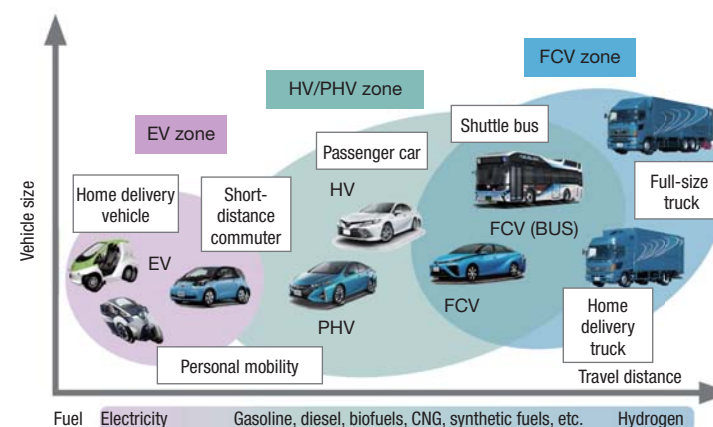 FCV zone
HV/PHV zone
EV zone
Shuttle bus
Passenger car
HV
Home delivery
vehicle
Short-
distance
commuter
Full-size
truck
EV
FCV (BUS)
FCV
PHV
Home
delivery
truck
Personal mobility
Vehicle size
Travel distance
Fuel Electricity Gasoline, diesel, biofuels, CNG, synthetic fuels, etc. Hydrogen